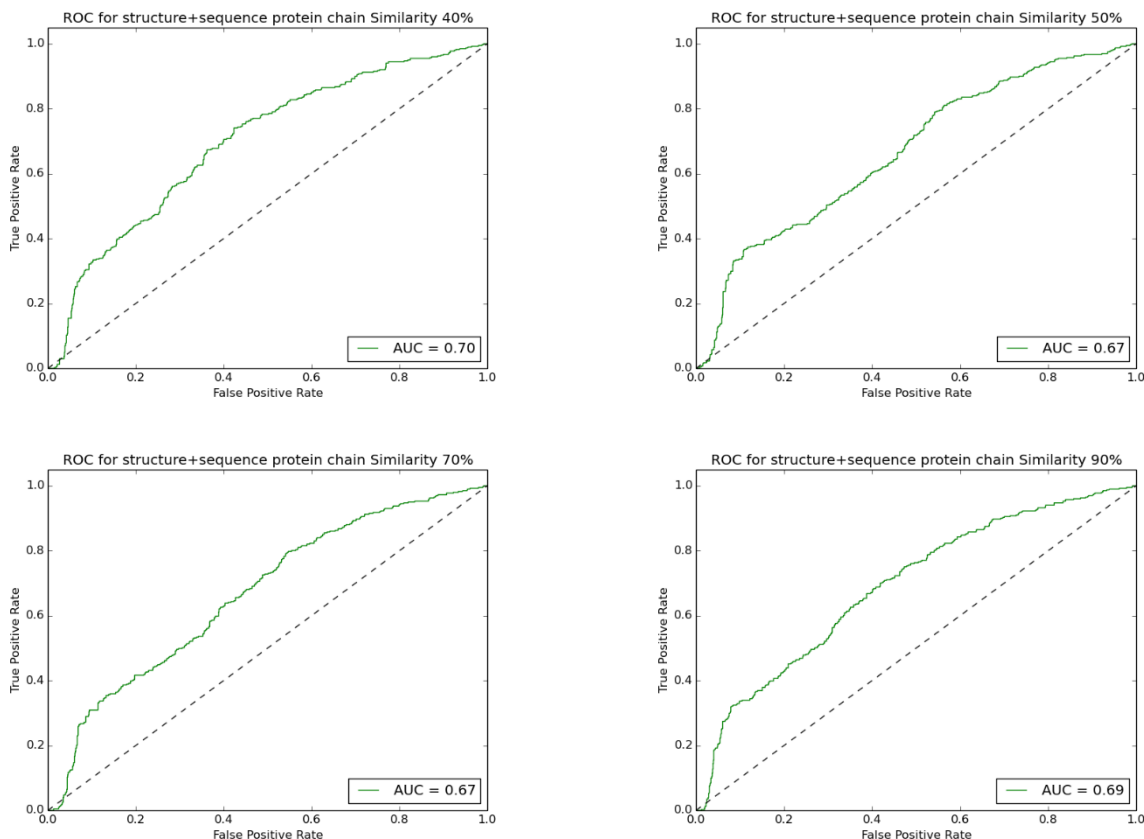 ROC for structure+sequence protein chain Similarity 40%
1.0
0.8
0.6
0.4
0.2
0.0
True Positive Rate
AUC = 0.70
0.0 0.2 0.4 0.6 0.8 1.0
False Positive Rate
ROC for structure+sequence protein chain Similarity 50%
1.0
0.8
0.6
0.4
0.2
0.0
True Positive Rate
AUC = 0.67
0.0 0.2 0.4 0.6 0.8 1.0
False Positive Rate
ROC for structure+sequence protein chain Similarity 70%
1.0
0.8
0.6
0.4
0.2
0.0
True Positive Rate
AUC = 0.67
0.0 0.2 0.4 0.6 0.8 1.0
False Positive Rate
ROC for structure+sequence protein chain Similarity 90%
1.0
0.8
0.6
0.4
0.2
0.0
True Positive Rate
AUC = 0.69
0.0 0.2 0.4 0.6 0.8 1.0
False Positive Rate